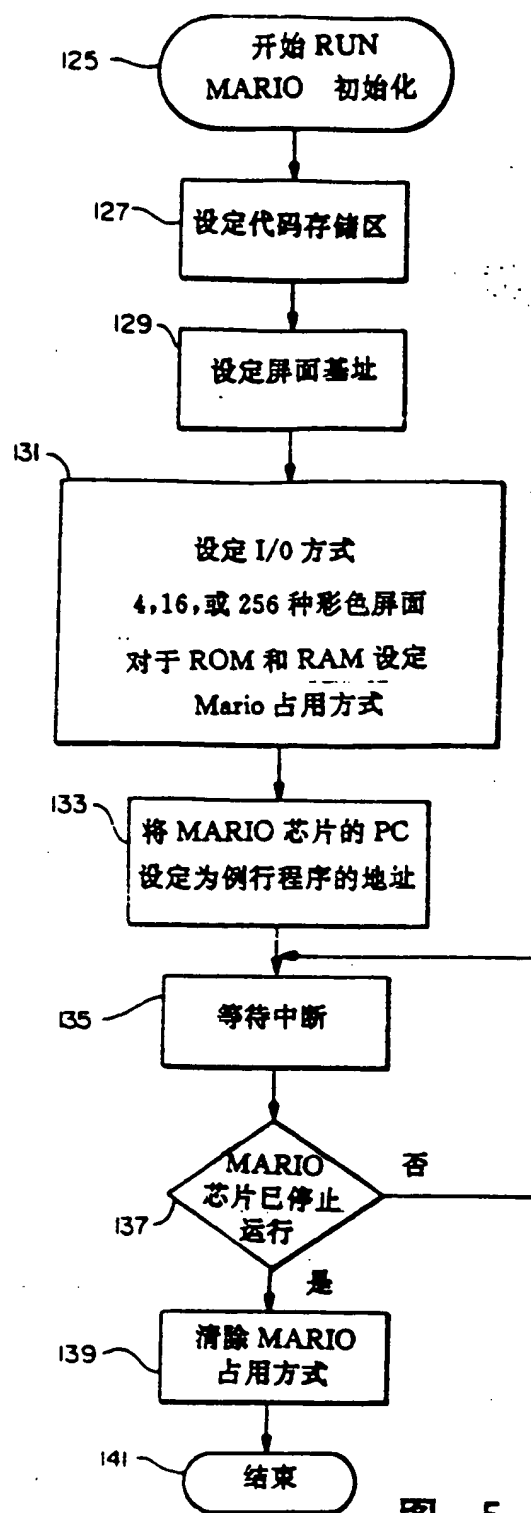 125
开始 RUN
MARIO 初始化
127
设定代码存储区
129
设定屏面基址
131
设定 I/0 方式
4,16,或 256 种彩色屏面
对于 ROM 和 RAM 设定
Mario 占用方式
133
将 MARIO 芯片的 PC
设定为例行程序的地址
135
等待中断
MARIO
芯片已停止
运行
137
否
是
139
清除 MARIO
占用方式
141
结束
图 5